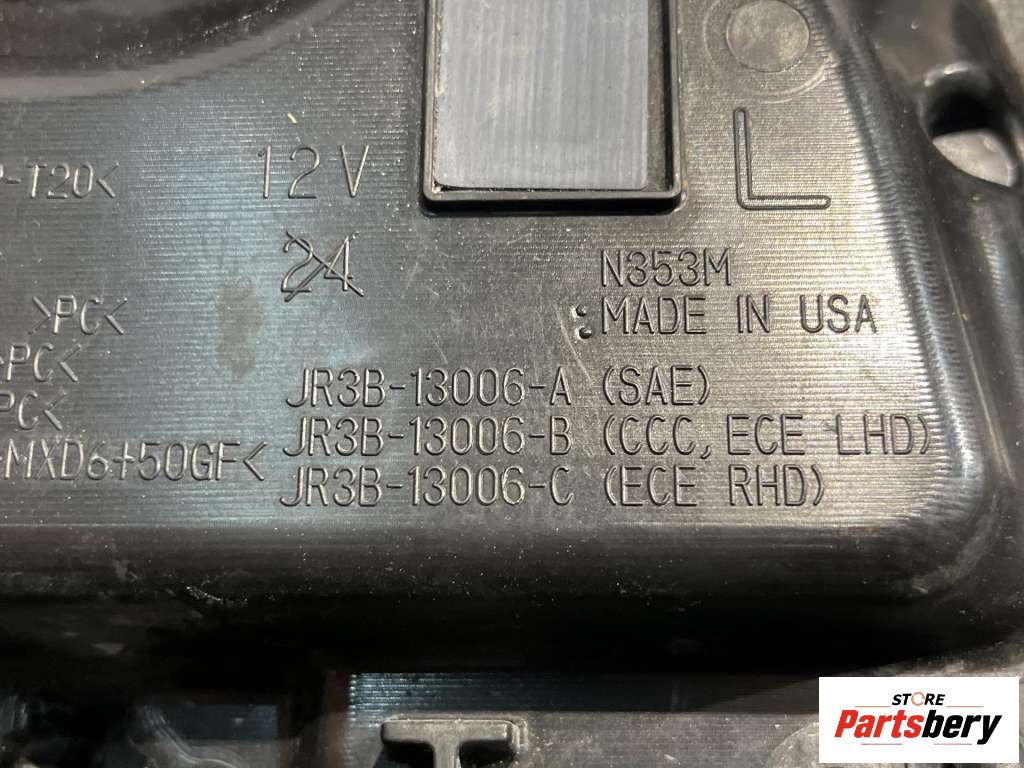 -T20<
12V
L
24
N353M
:MADE IN USA
>PC<
>PC<
PC<
MXD6+50GF<
JR3B-13006-A (SAE)
JR3B-13006-B (CCC, ECE LHD)
JR3B-13006-C (ECE RHD)
STORE
Partsbery